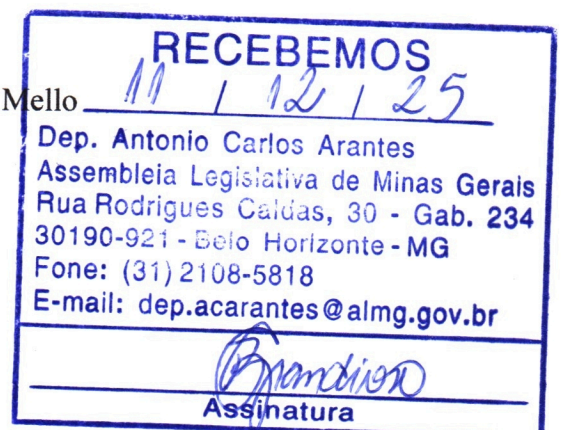 RECEBEMOS
Mello 11 / 12 / 25
Dep. Antonio Carlos Arantes
Assembleia Legislativa de Minas Gerais
Rua Rodrigues Caldas, 30 - Gab. 234
30190-921 - Belo Horizonte - MG
Fone: (31) 2108-5818
E-mail: dep.acarantes@almg.gov.br
Assinatura